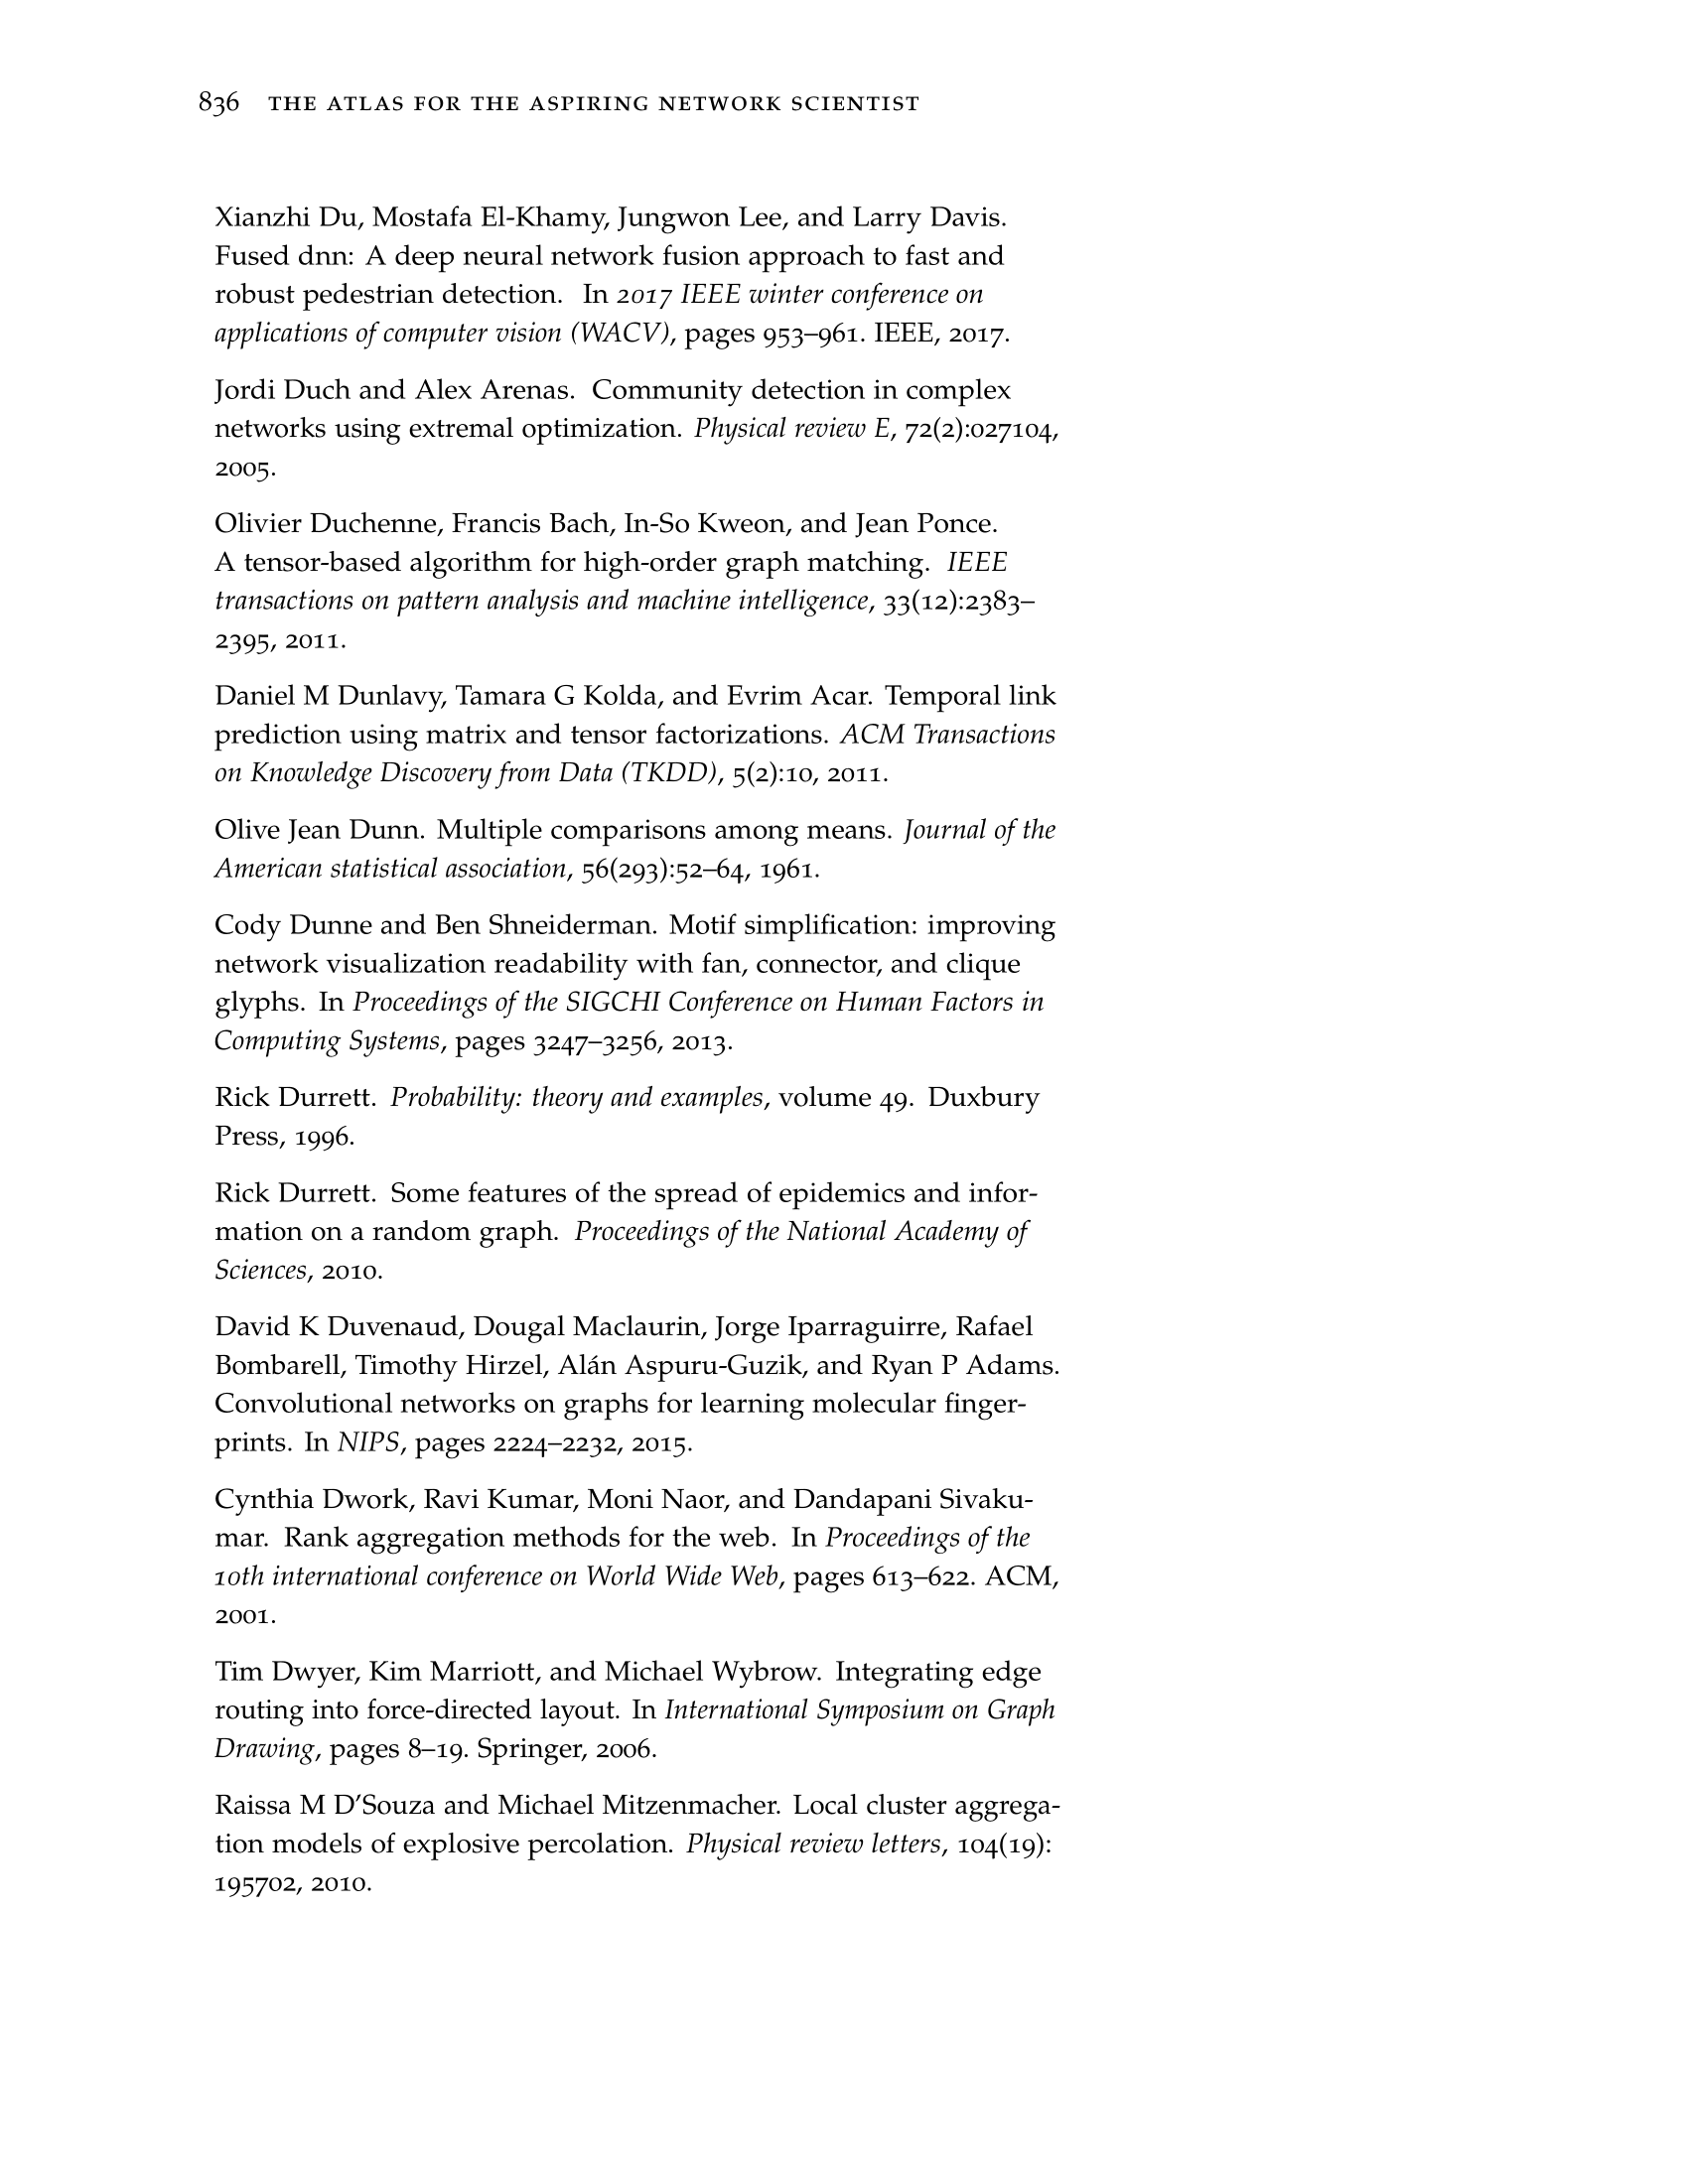 836 THE ATLAS FOR THE ASPIRING NETWORK SCIENTIST
Xianzhi Du, Mostafa El-Khamy, Jungwon Lee, and Larry Davis.
Fused dnn: A deep neural network fusion approach to fast and
robust pedestrian detection. In 2017 IEEE winter conference on
applications of computer vision (WACV), pages 953–961. IEEE, 2017.
Jordi Duch and Alex Arenas. Community detection in complex
networks using extremal optimization. Physical review E, 72(2):027104,
2005.
Olivier Duchenne, Francis Bach, In-So Kweon, and Jean Ponce.
A tensor-based algorithm for high-order graph matching. IEEE
transactions on pattern analysis and machine intelligence, 33(12):2383–
2395, 2011.
Daniel M Dunlavy, Tamara G Kolda, and Evrim Acar. Temporal link
prediction using matrix and tensor factorizations. ACM Transactions
on Knowledge Discovery from Data (TKDD), 5(2):10, 2011.
Olive Jean Dunn. Multiple comparisons among means. Journal of the
American statistical association, 56(293):52–64, 1961.
Cody Dunne and Ben Shneiderman. Motif simplification: improving
network visualization readability with fan, connector, and clique
glyphs. In Proceedings of the SIGCHI Conference on Human Factors in
Computing Systems, pages 3247–3256, 2013.
Rick Durrett. Probability: theory and examples, volume 49. Duxbury
Press, 1996.
Rick Durrett. Some features of the spread of epidemics and infor-
mation on a random graph. Proceedings of the National Academy of
Sciences, 2010.
David K Duvenaud, Dougal Maclaurin, Jorge Iparraguirre, Rafael
Bombarell, Timothy Hirzel, Alán Aspuru-Guzik, and Ryan P Adams.
Convolutional networks on graphs for learning molecular finger-
prints. In NIPS, pages 2224–2232, 2015.
Cynthia Dwork, Ravi Kumar, Moni Naor, and Dandapani Sivaku-
mar. Rank aggregation methods for the web. In Proceedings of the
10th international conference on World Wide Web, pages 613–622. ACM,
2001.
Tim Dwyer, Kim Marriott, and Michael Wybrow. Integrating edge
routing into force-directed layout. In International Symposium on Graph
Drawing, pages 8–19. Springer, 2006.
Raissa M D'Souza and Michael Mitzenmacher. Local cluster aggrega-
tion models of explosive percolation. Physical review letters, 104(19):
195702, 2010.